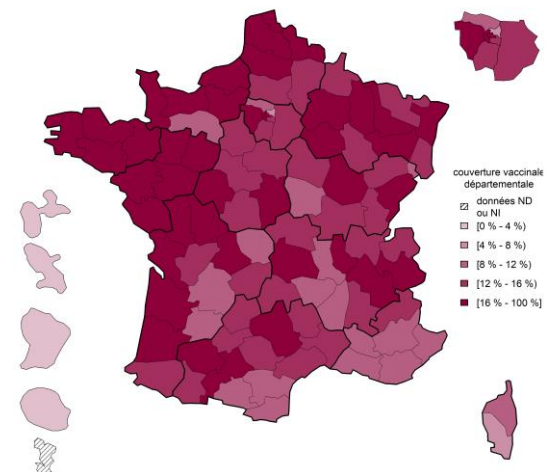 couverture vaccinale
départementale
données ND
ou NI
[0 % - 4 %)
[4 % - 8 %)
[8 % - 12 %)
[12 % - 16 %)
[16 % - 100 %]